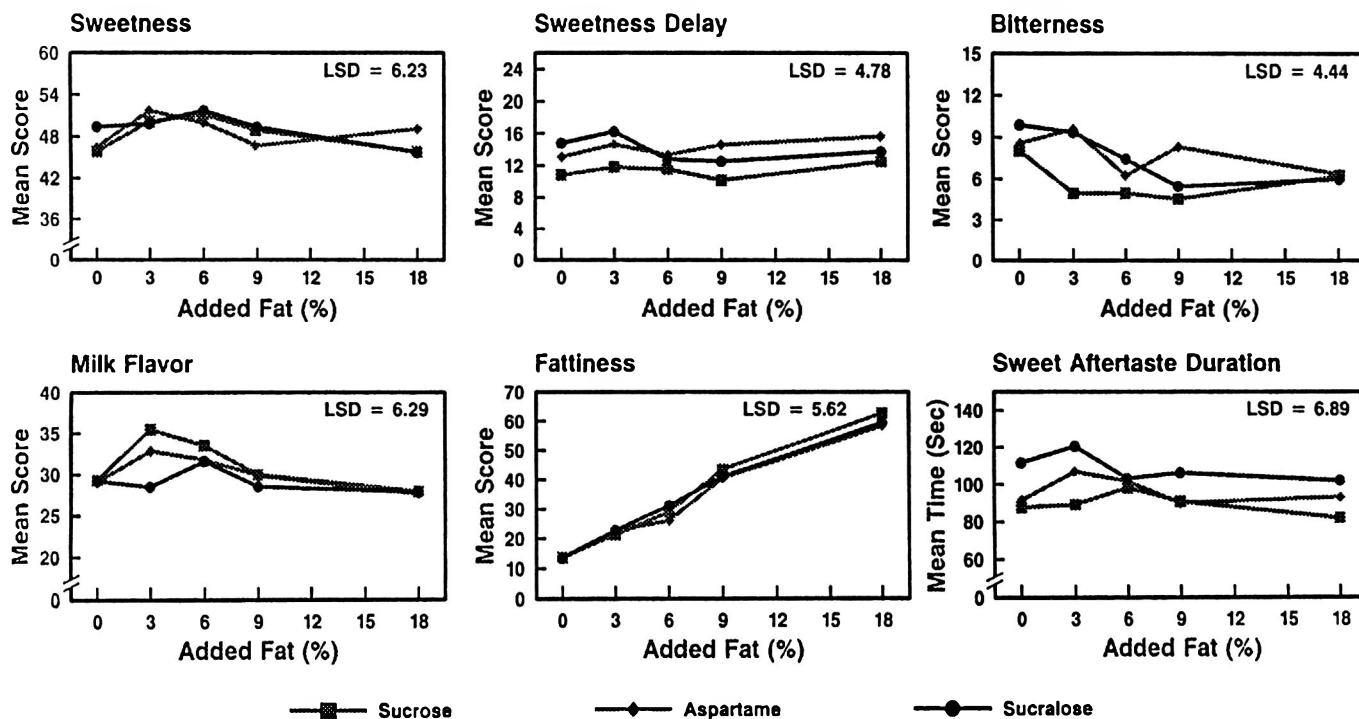 Sweetness
LSD = 6.23
Mean Score
60
54
48
42
36
0
0 3 6 9 12 15 18
Added Fat (%)
Sweetness Delay
LSD = 4.78
Mean Score
24
20
16
12
8
4
0
0 3 6 9 12 15 18
Added Fat (%)
Bitterness
LSD = 4.44
Mean Score
15
12
9
6
3
0
0 3 6 9 12 15 18
Added Fat (%)
Milk Flavor
LSD = 6.29
Mean Score
40
35
30
25
20
0
0 3 6 9 12 15 18
Added Fat (%)
Fattiness
LSD = 5.62
Mean Score
70
60
50
40
30
20
10
0
0 3 6 9 12 15 18
Added Fat (%)
Sweet Aftertaste Duration
LSD = 6.89
Mean Time (Sec)
140
120
100
80
60
0
0 3 6 9 12 15 18
Added Fat (%)
Sucrose Aspartame Sucralose